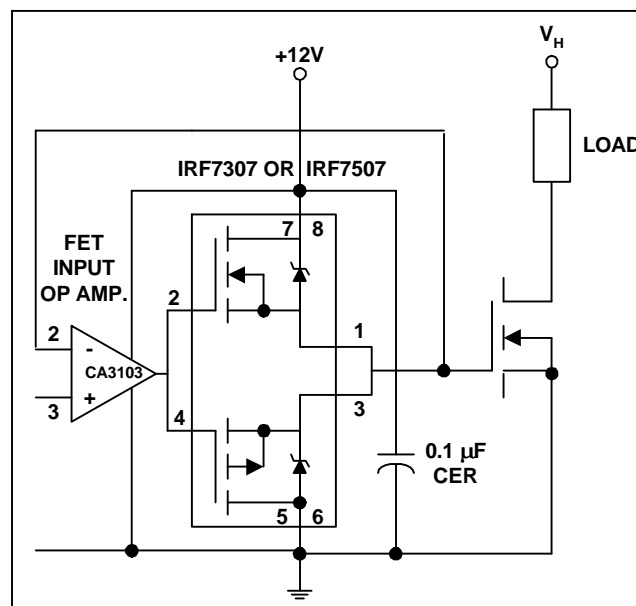 V_H
+12V
LOAD
IRF7307 OR IRF7507
7 8
FET
INPUT
OP AMP.
2
1
2
-
CA3103
+
3
4
3
0.1 μF
CER
5 6